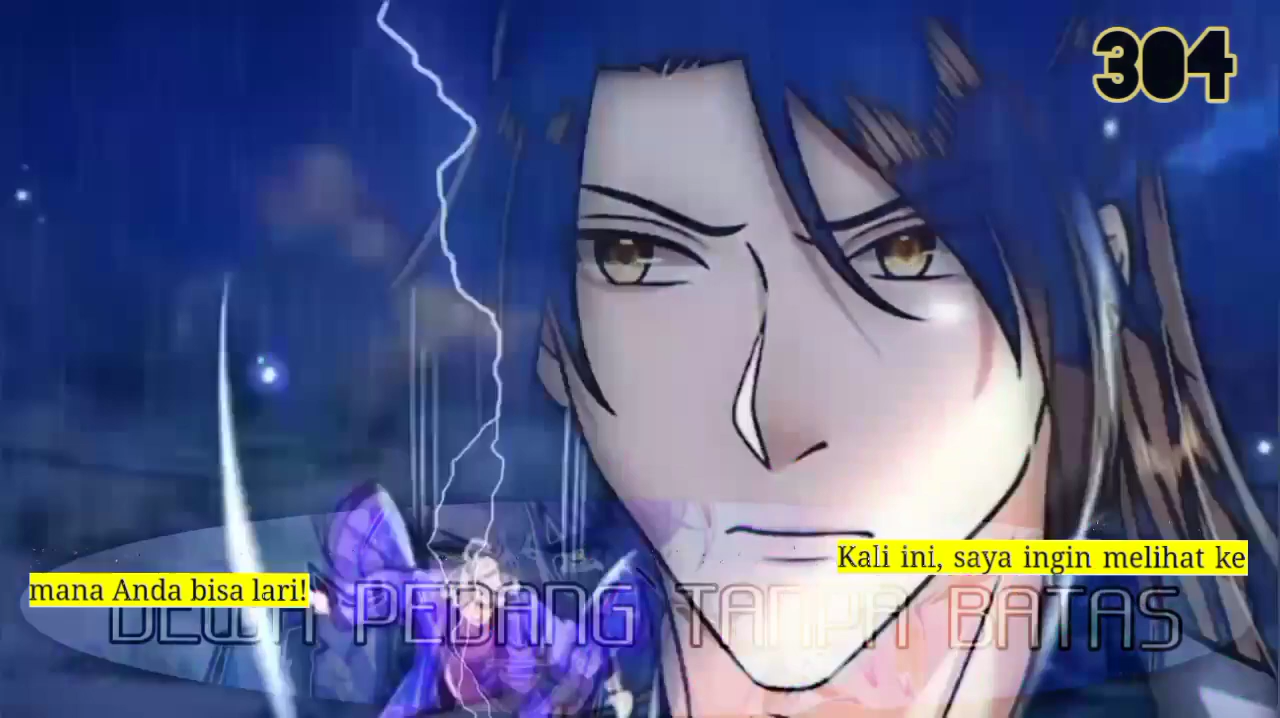 304
Kali ini, saya ingin melihat ke
mana Anda bisa lari!
DEWA PEDANG TANPA BATAS